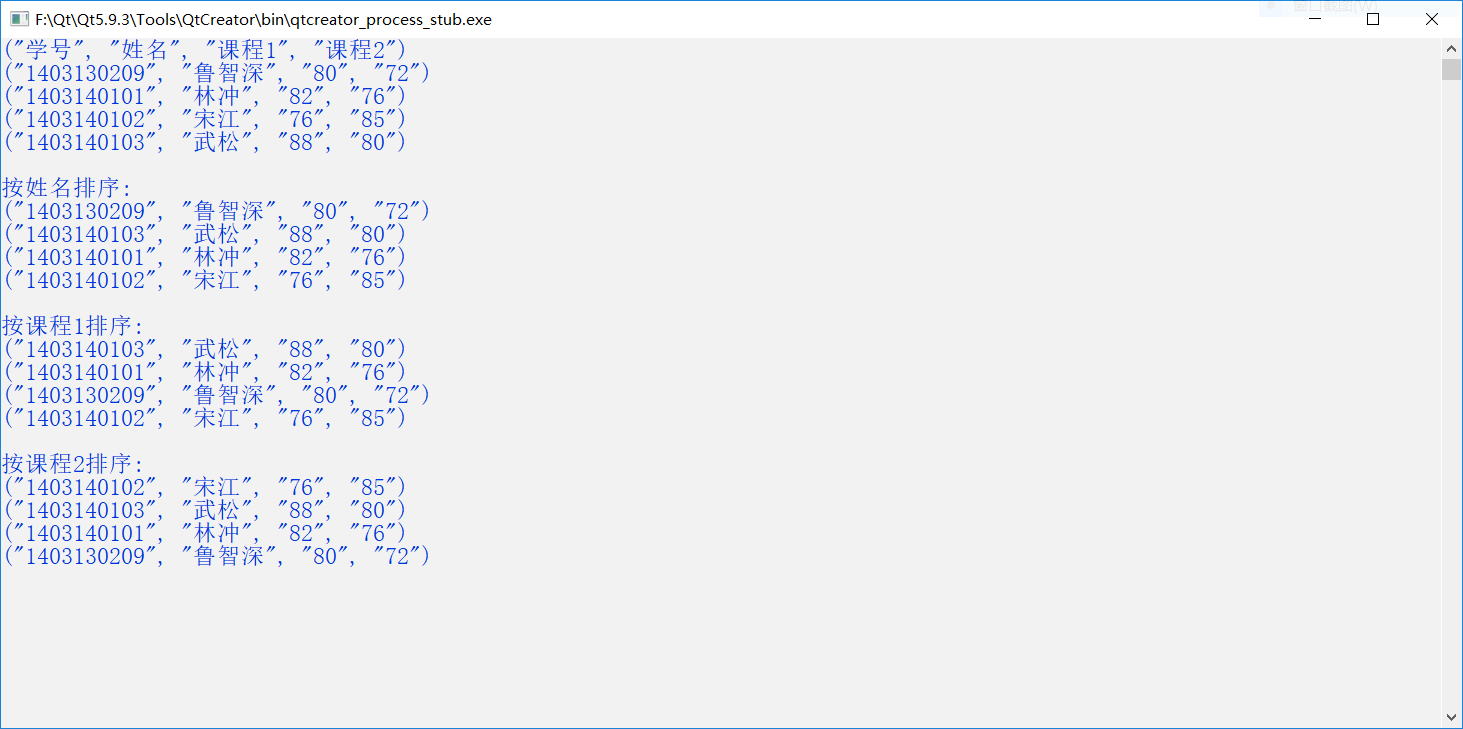 F:\Qt\Qt5.9.3\Tools\QtCreator\bin\qtcreator_process_stub.exe
("学号", "姓名", "课程1", "课程2")
("1403130209", "鲁智深", "80", "72")
("1403140101", "林冲", "82", "76")
("1403140102", "宋江", "76", "85")
("1403140103", "武松", "88", "80")
按姓名排序:
("1403130209", "鲁智深", "80", "72")
("1403140103", "武松", "88", "80")
("1403140101", "林冲", "82", "76")
("1403140102", "宋江", "76", "85")
按课程1排序:
("1403140103", "武松", "88", "80")
("1403140101", "林冲", "82", "76")
("1403130209", "鲁智深", "80", "72")
("1403140102", "宋江", "76", "85")
按课程2排序:
("1403140102", "宋江", "76", "85")
("1403140103", "武松", "88", "80")
("1403140101", "林冲", "82", "76")
("1403130209", "鲁智深", "80", "72")